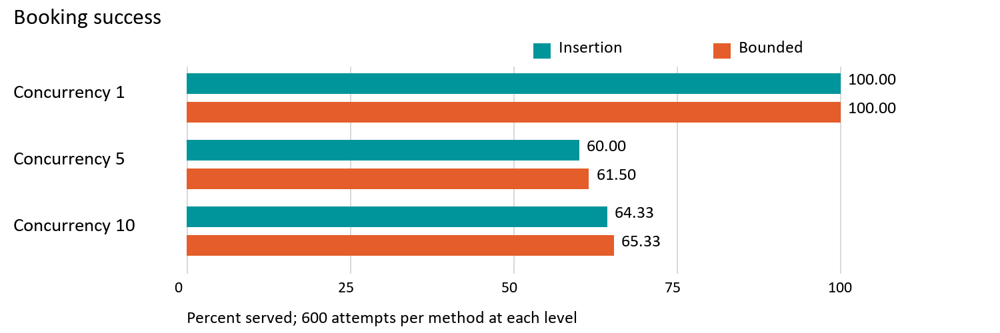 Booking success
Insertion Bounded
Concurrency 1
100.00
100.00
Concurrency 5
60.00
61.50
Concurrency 10
64.33
65.33
0 25 50 75 100
Percent served; 600 attempts per method at each level